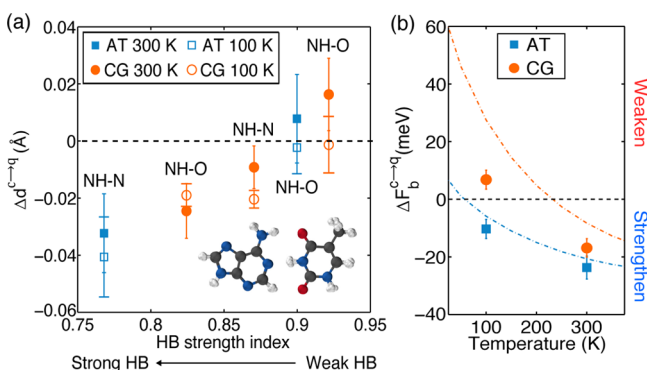 (a)
AT 300 K
AT 100 K
CG 300 K
CG 100 K
0.04
0.02
0
−0.02
−0.04
−0.06
Δd^{c→q} (Å)
NH-O
NH-N
NH-O
NH-O
NH-N
0.75
0.8
0.85
0.9
0.95
HB strength index
Strong HB
Weak HB
(b)
AT
CG
60
40
20
0
−20
−40
ΔF_b^{c→q} (meV)
Weaken
Strengthen
100
200
300
Temperature (K)